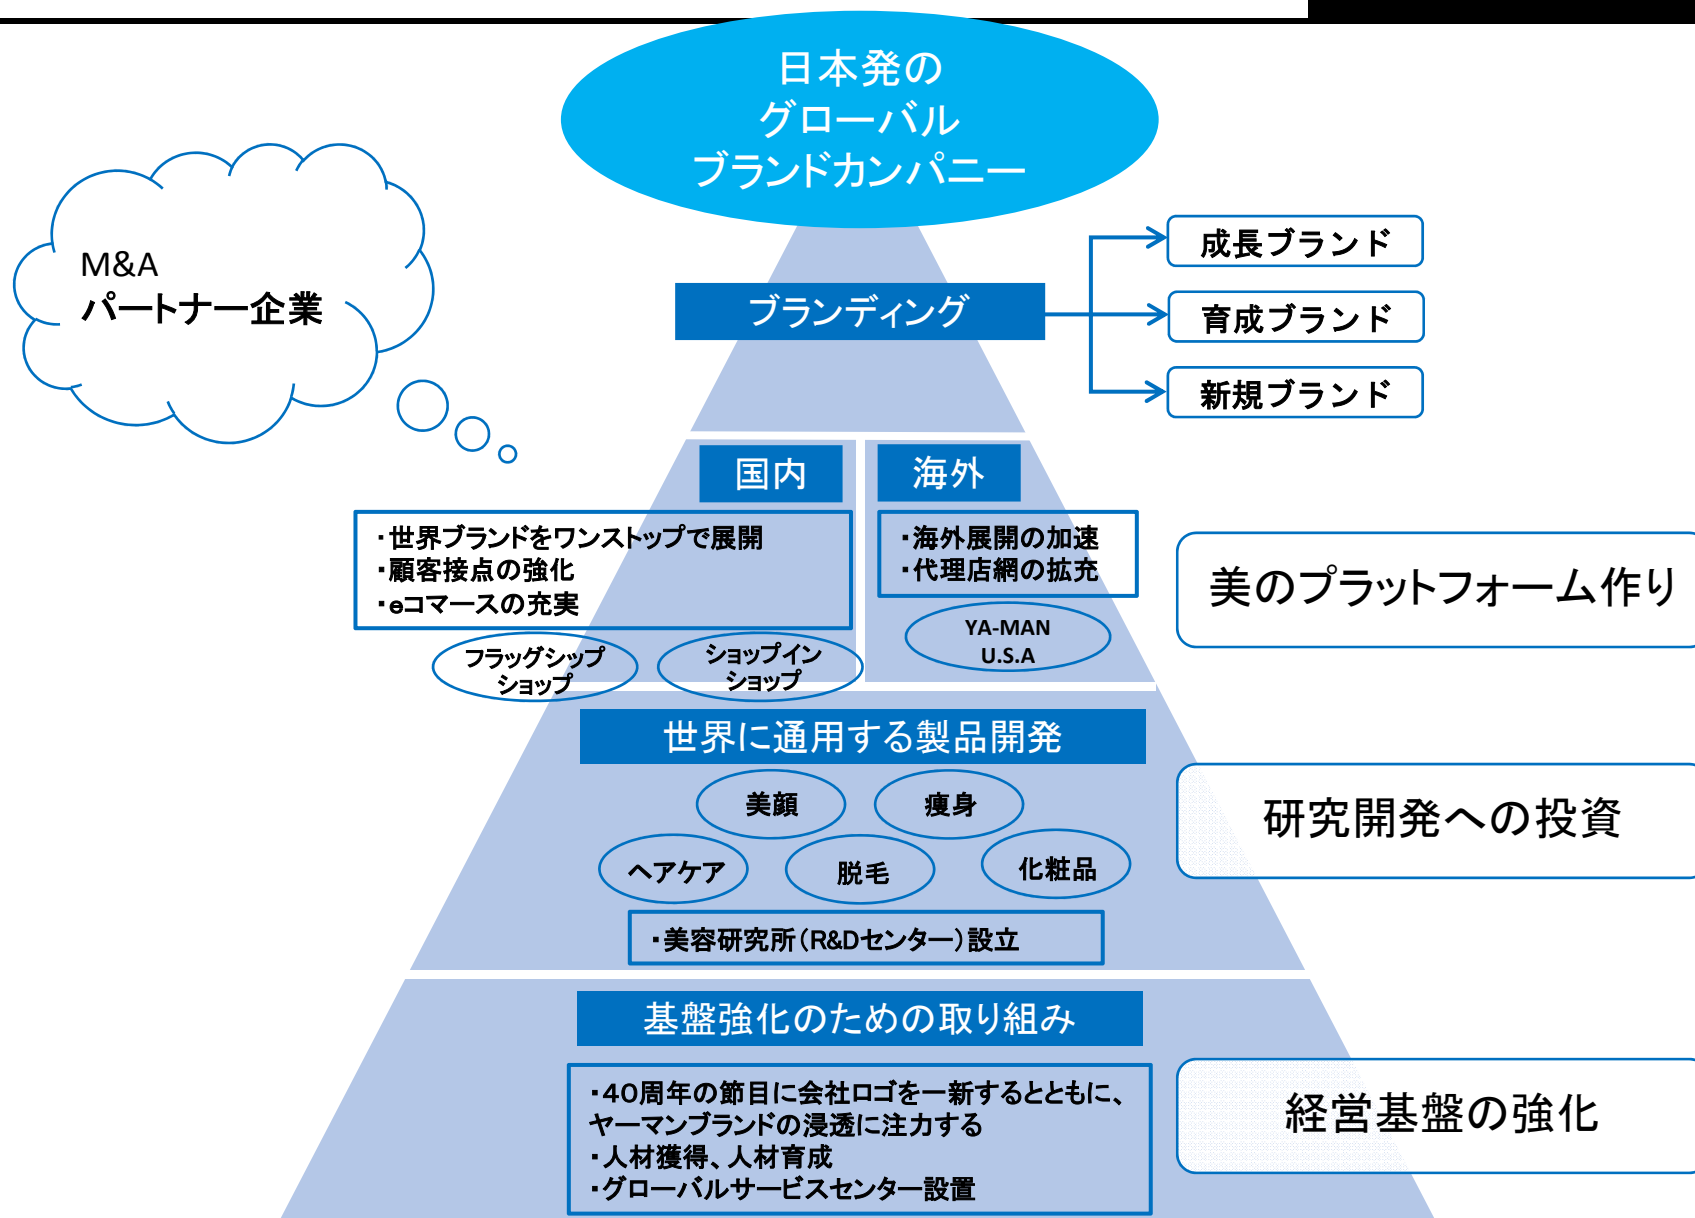 日本発の
グローバル
ブランドカンパニー
M&A
パートナー企業
ブランディング
成長ブランド
育成ブランド
新規ブランド
国内
海外
・世界ブランドをワンストップで展開
・顧客接点の強化
・eコマースの充実
・海外展開の加速
・代理店網の拡充
フラッグシップ
ショップ
ショップイン
ショップ
YA-MAN
U.S.A
美のプラットフォーム作り
世界に通用する製品開発
美顔
痩身
ヘアケア
脱毛
化粧品
・美容研究所（R&Dセンター）設立
研究開発への投資
基盤強化のための取り組み
・40周年の節目に会社ロゴを一新するとともに、
ヤーマンブランドの浸透に注力する
・人材獲得、人材育成
・グローバルサービスセンター設置
経営基盤の強化